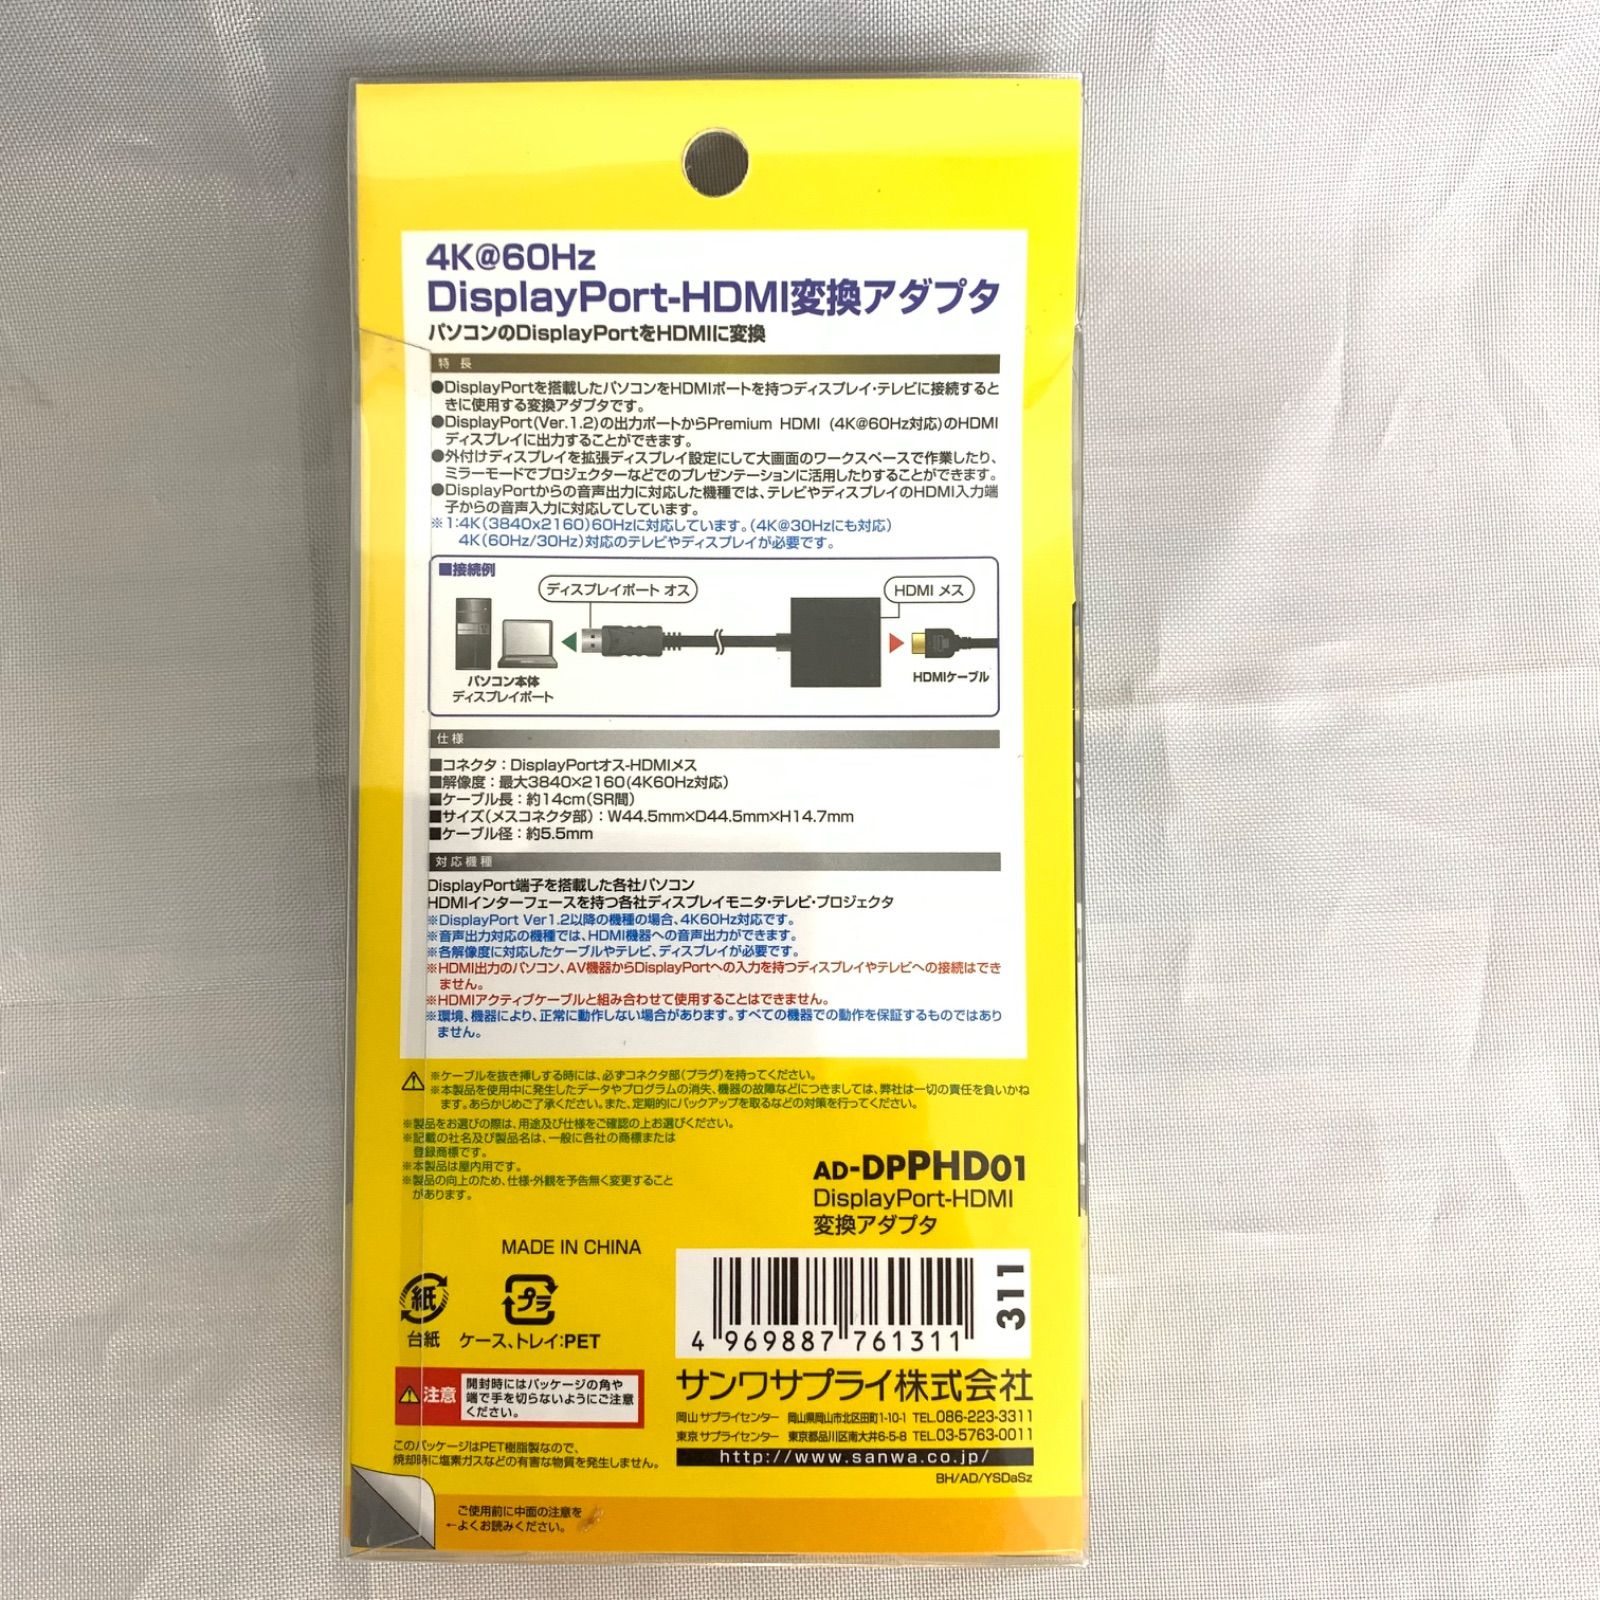 4K@60Hz
DisplayPort-HDMI変換アダプタ
パソコンのDisplayPortをHDMIに変換
特長
●DisplayPortを搭載したパソコンをHDMIポートを持つディスプレイ・テレビに接続すると
きに使用する変換アダプタです。
●DisplayPort(Ver.1.2)の出力ポートからPremium HDMI (4K@60Hz対応)のHDMI
ディスプレイに出力することができます。
●外付けディスプレイを拡張ディスプレイ設定にして大画面のワークスペースで作業したり、
ミラーモードでプロジェクターなどでのプレゼンテーションに活用したりすることができます。
●DisplayPortからの音声出力に対応した機種では、テレビやディスプレイのHDMI入力端
子からの音声入力に対応してしています。
※1:4K(3840x2160)60Hzに対応しています。(4K@30Hzにも対応)
4K(60Hz/30Hz)対応のテレビやディスプレイが必要です。
■接続例
ディスプレイポート オス
HDMI メス
パソコン本体
ディスプレイポート
HDMIケーブル
仕様
■コネクタ:DisplayPortオス-HDMIメス
■解像度:最大3840×2160(4K60Hz対応)
■ケーブル長:約14cm(SR間)
■サイズ(メスコネクタ部):W44.5mm×D44.5mm×H14.7mm
■ケーブル径:約5.5mm
対応機種
DisplayPort端子を搭載した各社パソコン
HDMIインターフェースを持つ各社ディスプレイモニタ・テレビ・プロジェクタ
※DisplayPort Ver1.2以降の機種の場合、4K60Hz対応です。
※音声出力対応の機種では、HDMI機器への音声出力ができます。
※各解像度に対応したケーブルやテレビ、ディスプレイが必要です。
※HDMI出力のパソコン、AV機器からDisplayPortへの入力を持つディスプレイやテレビへの接続はでき
ません。
※HDMIアクティブケーブルと組み合わせて使用することはできません。
※環境、機器により、正常に動作しない場合があります。すべての機器での動作を保証するものではあり
ません。
※ケーブルを抜き挿しする時には、必ずコネクタ部(プラグ)を持ってください。
※本製品を使用中に発生したデータやプログラムの消失、機器の故障などにつきましては、弊社は一切の責任を負いかね
ます。あらかじめご了承ください。また、定期的にバックアップを取るなどの対策を行ってください。
※製品をお選びの際は、用途及び仕様をご確認の上お選びください。
※記載の社名及び製品名は、一般に各社の商標または
登録商標です。
※本製品は屋内用です。
※製品の向上のため、仕様・外観を予告無く変更すること
があります。
AD-DPPHD01
DisplayPort-HDMI
変換アダプタ
MADE IN CHINA
紙
台紙
プラ
ケース、トレイ:PET
4 969887 761311
311
注意
開封時にはパッケージの角や
端で手を切らないようにご注意
ください。
このパッケージはPET樹脂製なので、
焼却時に塩素ガスなどの有害な物質を発生しません。
サンワサプライ株式会社
岡山 サプライセンター 岡山県岡山市北区田町1-10-1 TEL.086-223-3311
東京 サプライセンター 東京都品川区南大井6-5-8 TEL.03-5763-0011
http://www.sanwa.co.jp/
BH/AD/YSDaSz
ご使用前に中面の注意を
←よくお読みください。